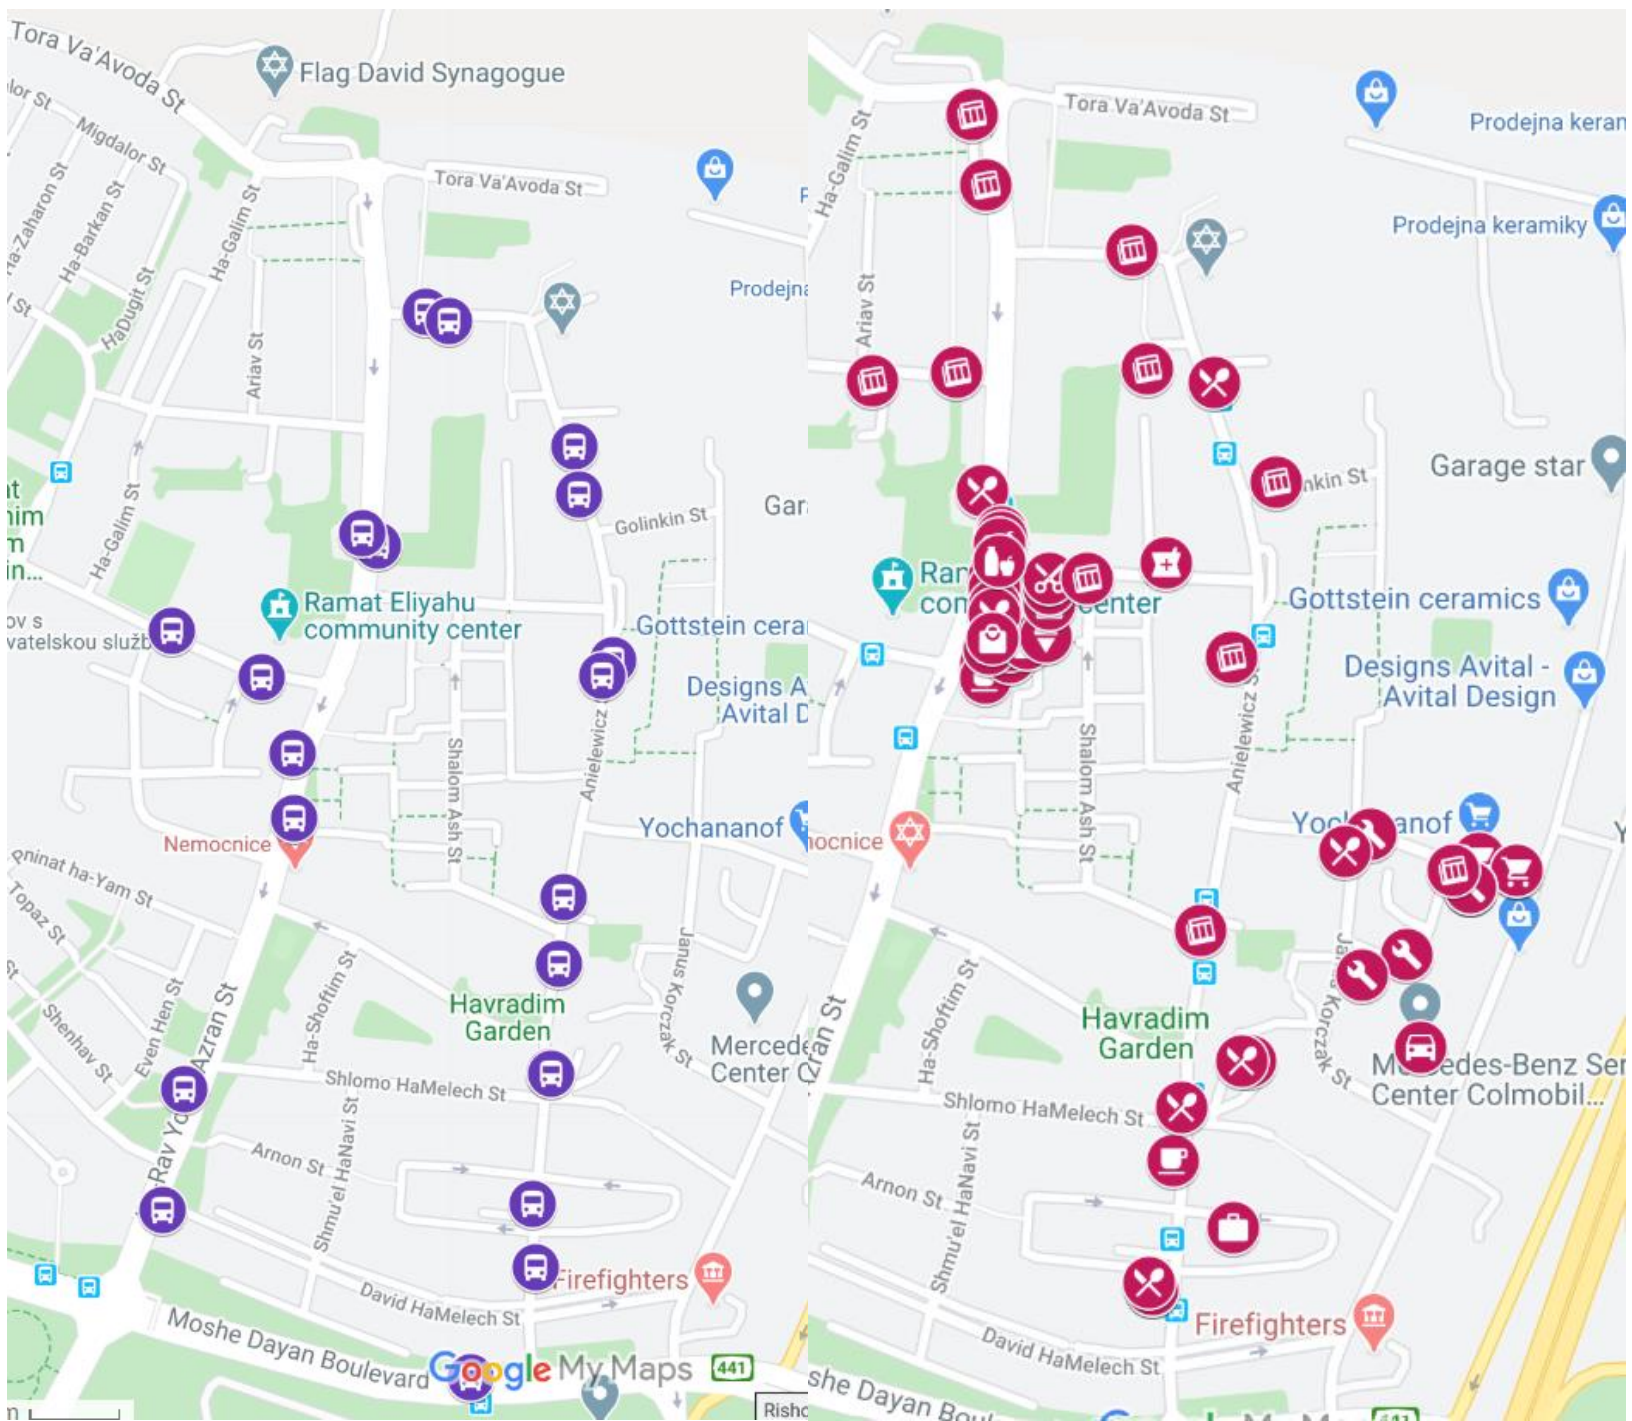 Tora Va'Avoda St
Flag David Synagogue
Migdalor St
Ha-Zaharon St
Ha-Barkan St
Ha-Galim St
Tora Va'Avoda St
HaDugit St
Ariav St
Prodejna
Ha-Galim St
Golinkin St
Ramat Eliyahu
community center
Gottstein
Designs
Avital
Anielewicz
Shalom Ash St
Yochananof
Nemocnice
Topaz St
Shenhav St
Even Hen St
Azran St
Ha-Shoftim St
Havradim
Garden
Janus Korczak St
Center
Shlomo HaMelech St
Rav
Arnon St
Shmu'el HaNavi St
Firefighters
David HaMelech St
Moshe Dayan Boulevard
Google My Maps
441
Tora Va'Avoda St
Ha-Galim St
Prodejna
Prodejna keramiky
Ariav St
Garage star
St
center
Gottstein ceramics
Designs Avital -
Avital Design
Anielewicz
Shalom Ash St
Havradim
Garden
Ha-Shoftim St
Korczak St
Center Colmobil...
Shlomo HaMelech St
Arnon St
Shmu'el HaNavi St
Firefighters
David HaMelech St
Dayan